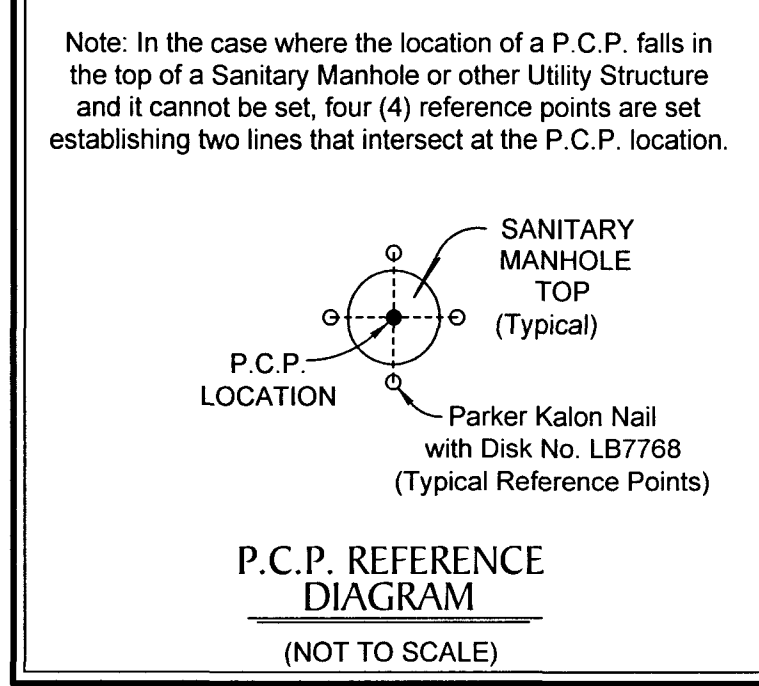 Note: In the case where the location of a P.C.P. falls in
the top of a Sanitary Manhole or other Utility Structure
and it cannot be set, four (4) reference points are set
establishing two lines that intersect at the P.C.P. location.
SANITARY
MANHOLE
TOP
(Typical)
P.C.P.
LOCATION
Parker Kalon Nail
with Disk No. LB7768
(Typical Reference Points)
P.C.P. REFERENCE
DIAGRAM
(NOT TO SCALE)